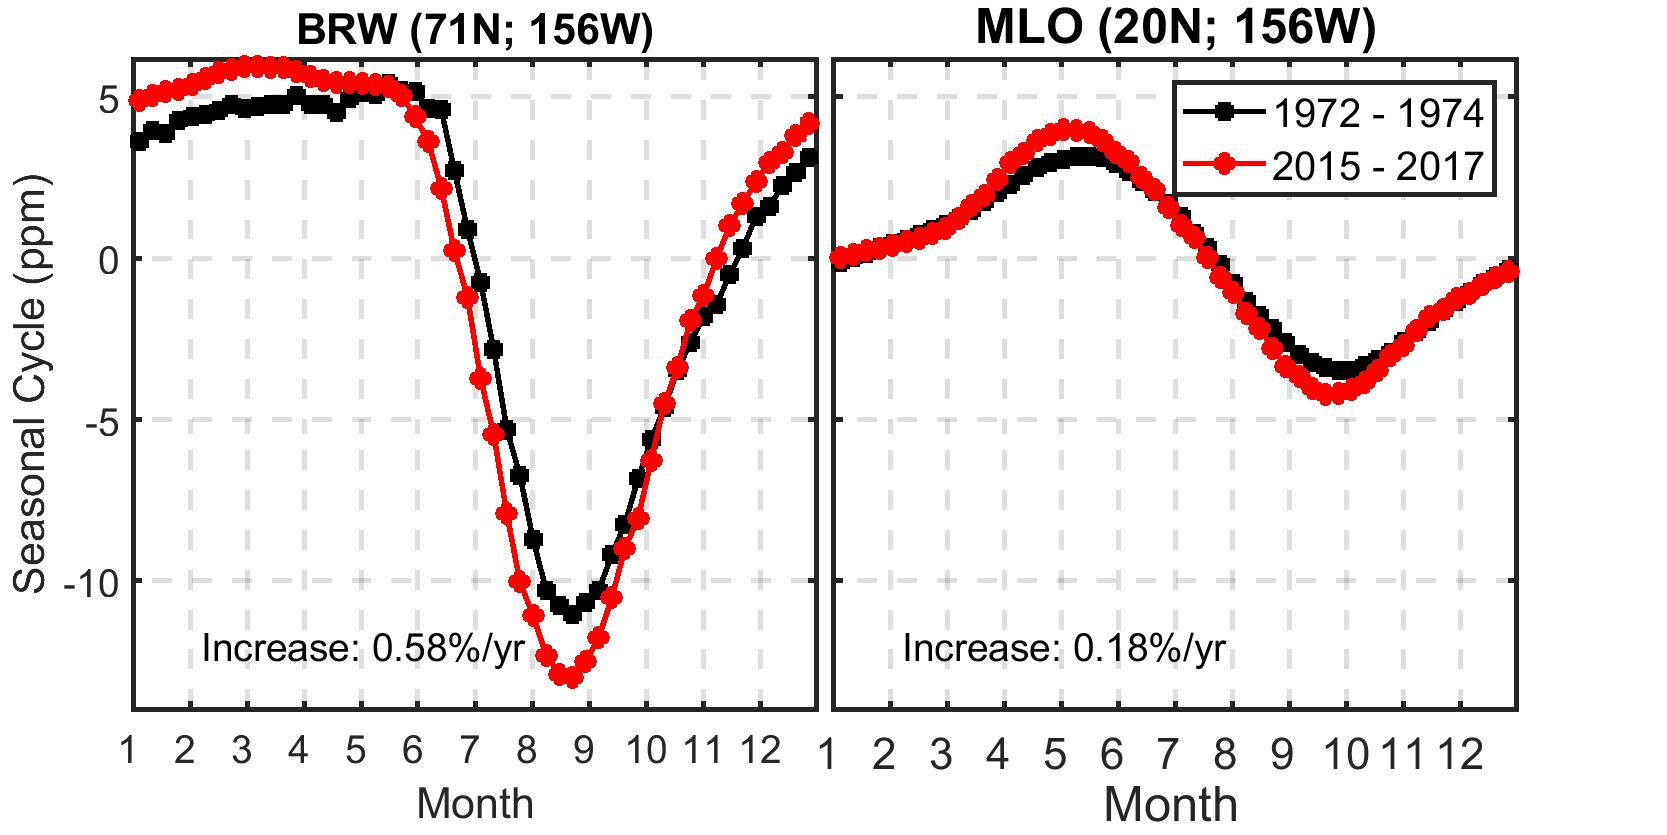 BRW (71N; 156W)
MLO (20N; 156W)
Seasonal Cycle (ppm)
5
0
-5
-10
1972 - 1974
2015 - 2017
Increase: 0.58%/yr
Increase: 0.18%/yr
1 2 3 4 5 6 7 8 9 10 11 12
1 2 3 4 5 6 7 8 9 10 11 12
Month
Month